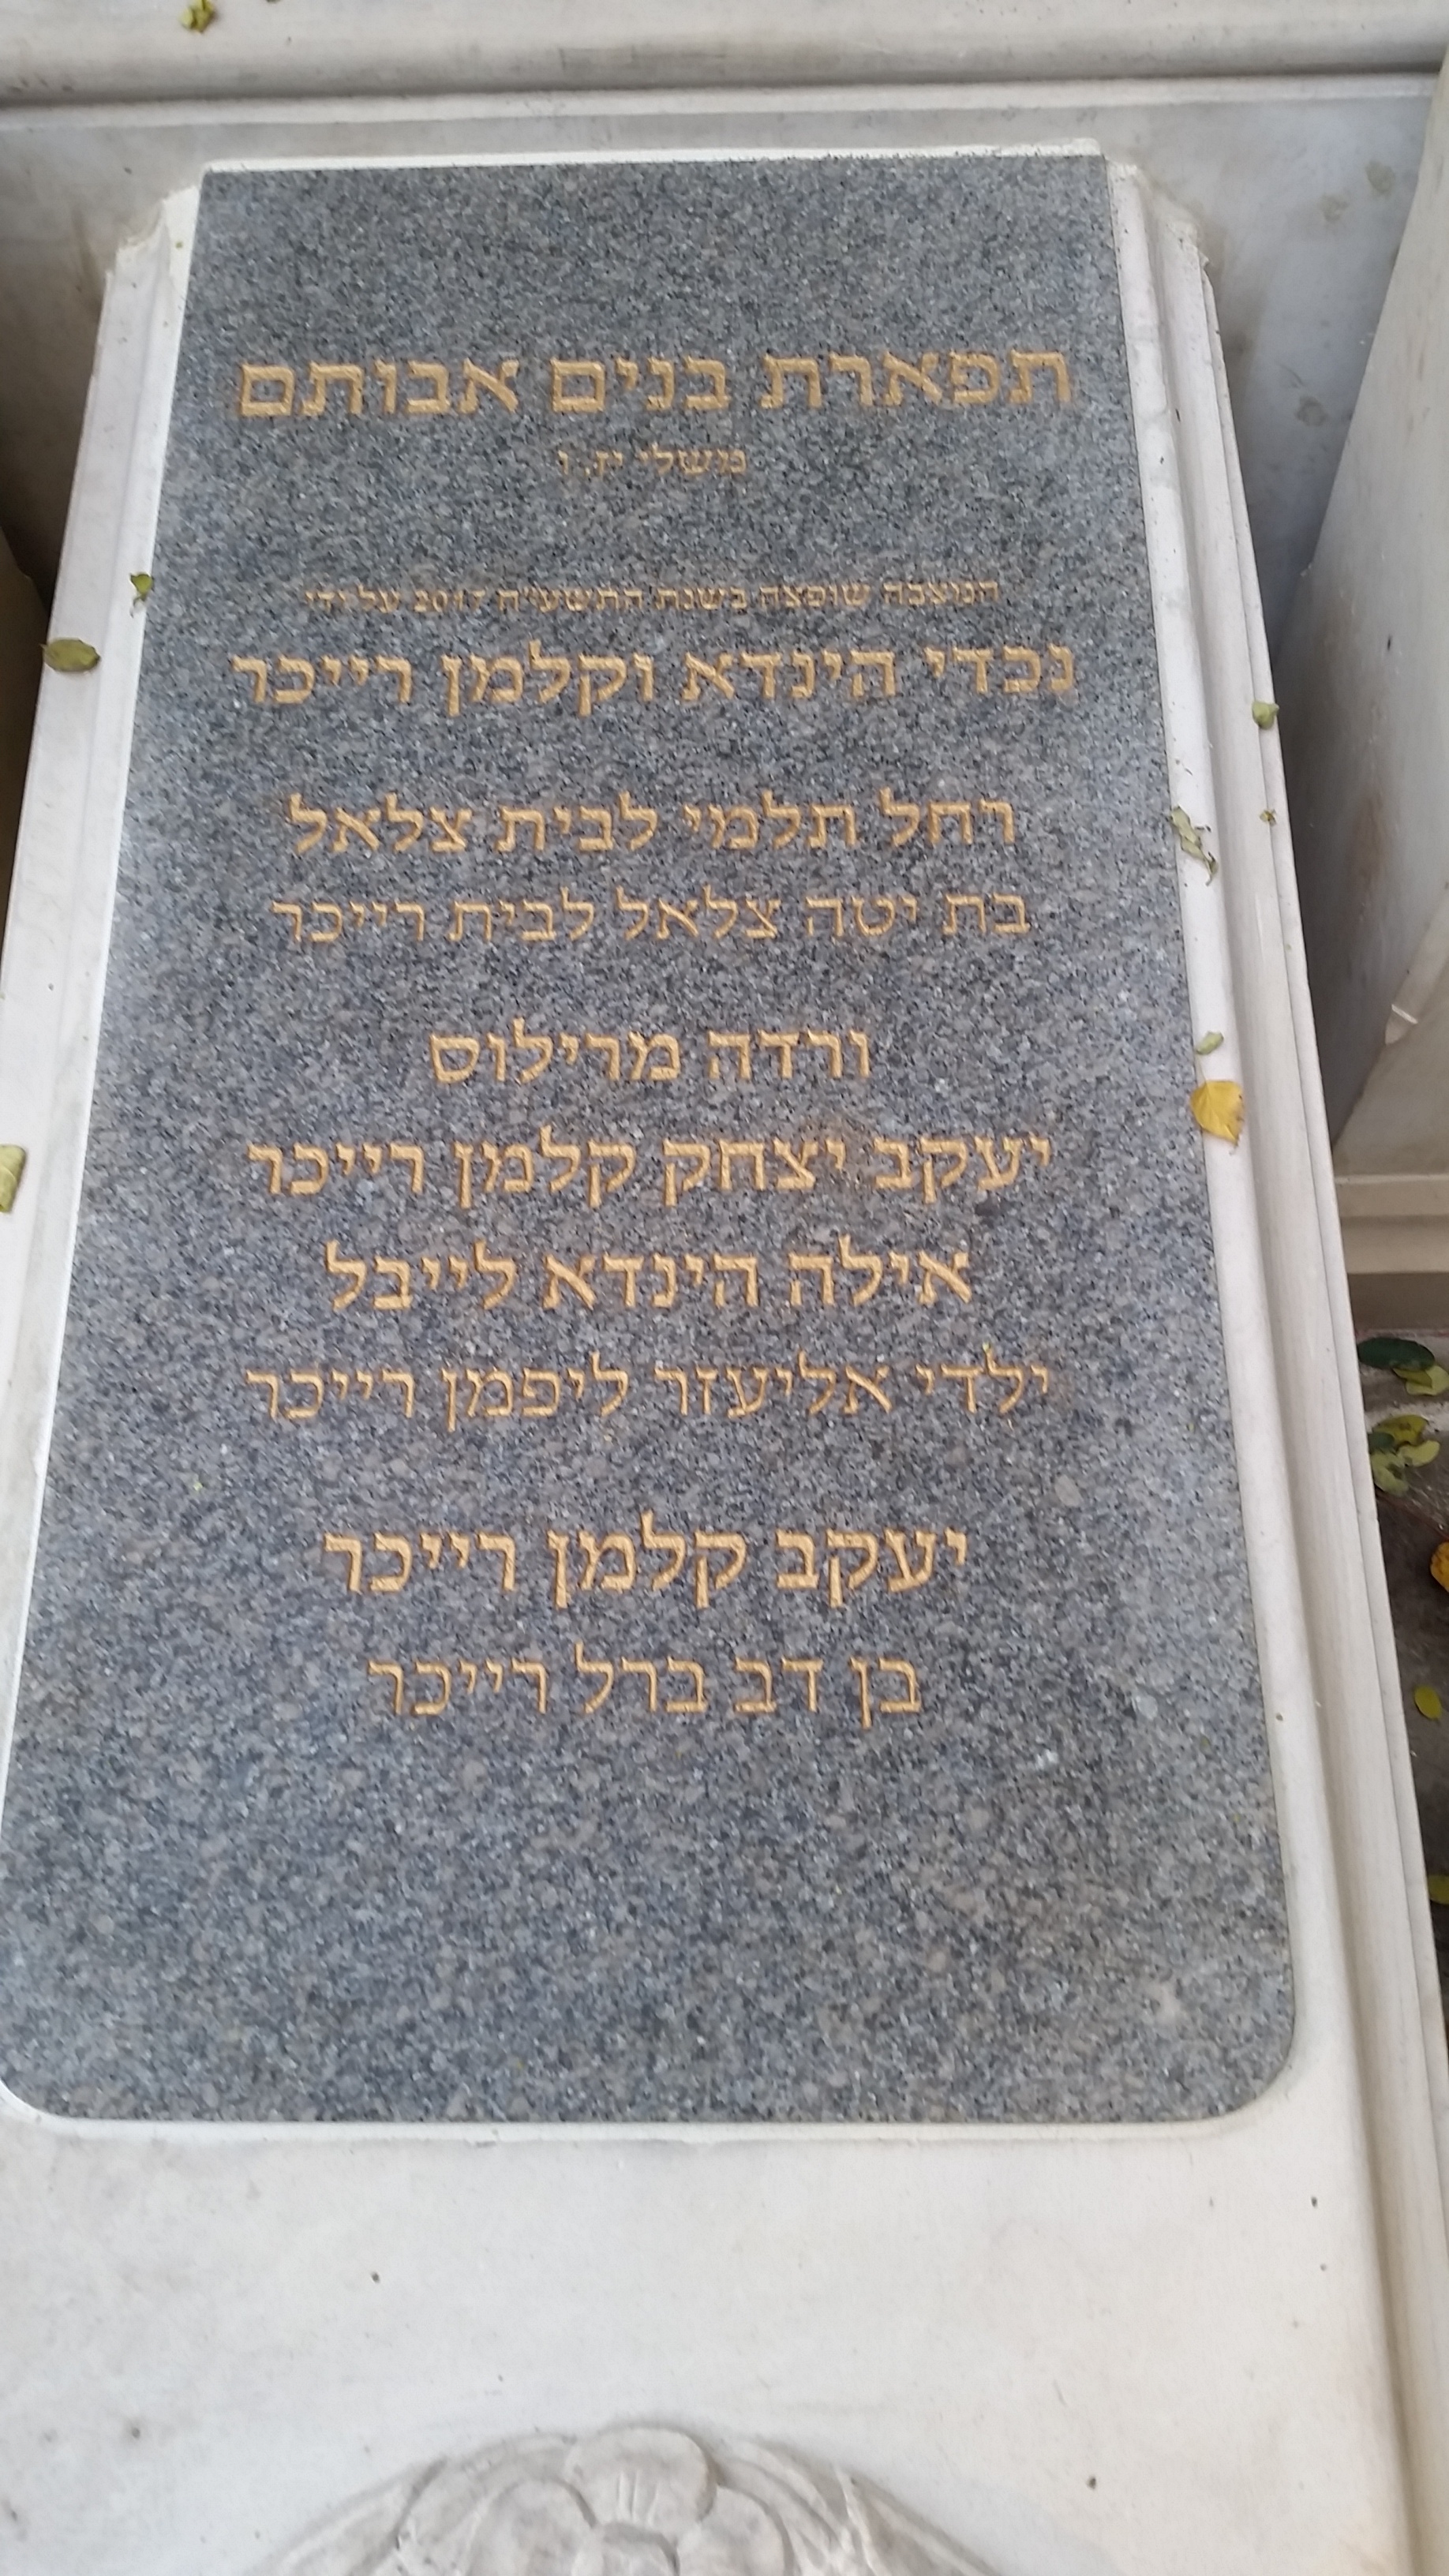 תפארת בנים אבותם
משלי יז, ו
המצבה שופצה בשנת התשע״ח 2017 על ידי
נכדי הינדא וקלמן רייכר
רחל תלמי לבית צלאל
בת יטה צלאל לבית רייכר
ורדה מרילוס
יעקב יצחק קלמן רייכר
אילה הינדא לייבל
ילדי אליעזר ליפמן רייכר
יעקב קלמן רייכר
בן דב ברל רייכר